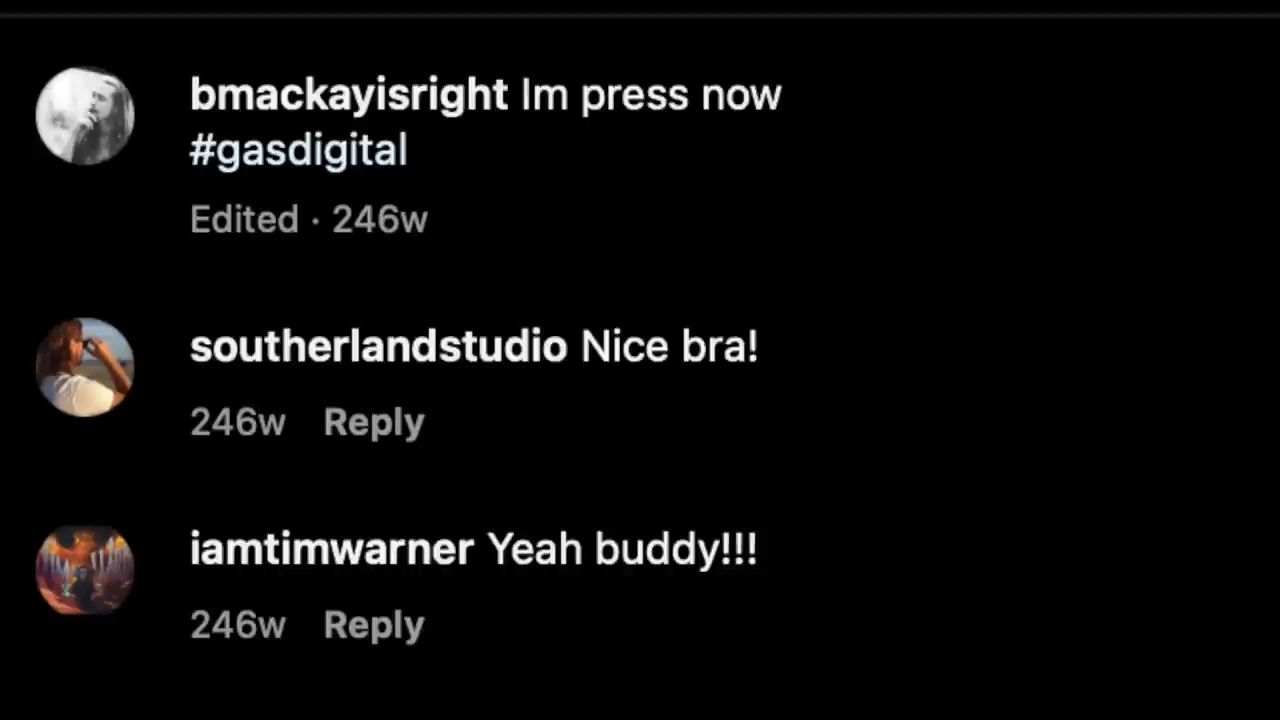 bmackayisright Im press now
#gasdigital
Edited · 246w
southerlandstudio Nice bra!
246w Reply
iamtimwarner Yeah buddy!!!
246w Reply